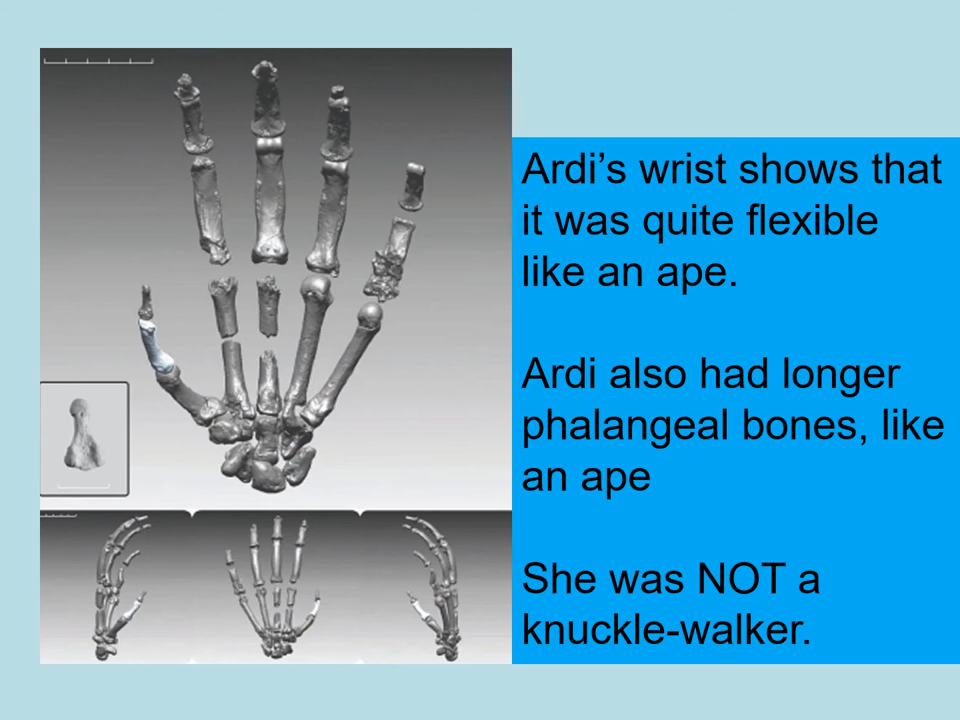 Ardi’s wrist shows that
it was quite flexible
like an ape.
Ardi also had longer
phalangeal bones, like
an ape
She was NOT a
knuckle-walker.